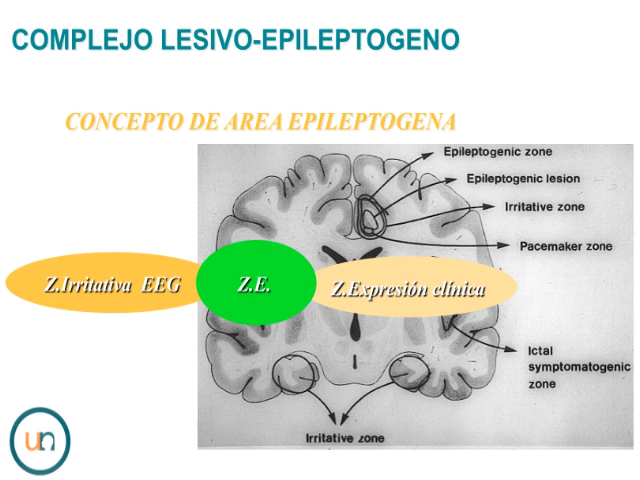 COMPLEJO LESIVO-EPILEPTOGENO
CONCEPTO DE AREA EPILEPTOGENA
Epileptogenic zone
Epileptogenic lesion
Irritative zone
Pacemaker zone
Z.Irritativa EEG
Z.E.
Z.Expresión clínica
Ictal
symptomatogenic
zone
Irritative zone
un